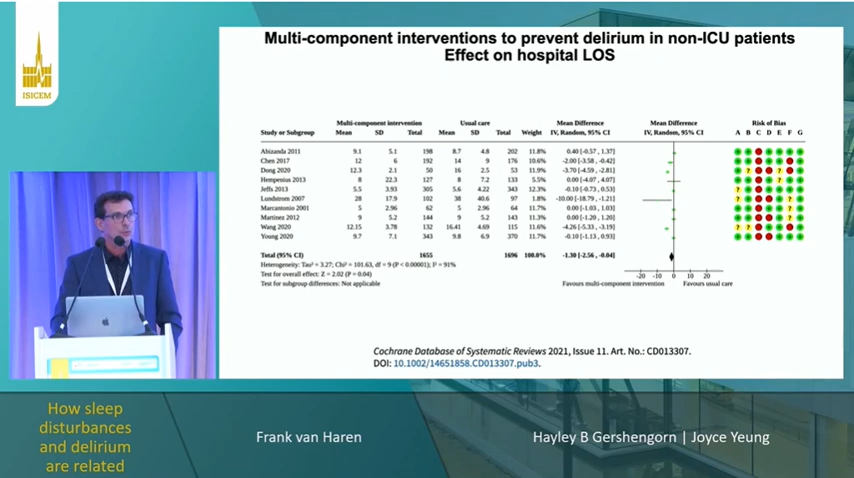 ISICEM
Multi-component interventions to prevent delirium in non-ICU patients
Effect on hospital LOS
Multi-component intervention Usual care Mean Difference Mean Difference Risk of Bias
Study or Subgroup Mean SD Total Mean SD Total Weight IV, Random, 95% CI IV, Random, 95% CI A B C D E F G
Abizanda 2011 9.1 5.1 198 8.7 4.8 202 11.8% 0.40 [-0.57 , 1.37]
Chen 2017 12 6 192 14 9 176 10.6% -2.00 [-3.58 , -0.42]
Dong 2020 12.3 2.1 50 16 2.5 53 11.9% -3.70 [-4.59 , -2.81]
Hempenius 2013 8 22.3 127 8 7.2 133 5.5% 0.00 [-4.07 , 4.07]
Jeffs 2013 5.5 3.93 305 5.6 4.22 343 12.2% -0.10 [-0.73 , 0.53]
Lundstrom 2007 28 17.9 102 38 40.6 97 1.8% -10.00 [-18.79 , -1.21]
Marcantonio 2001 5 2.96 62 5 2.96 64 11.7% 0.00 [-1.03 , 1.03]
Martinez 2012 9 5.2 144 9 5.2 143 11.4% 0.00 [-1.20 , 1.20]
Wang 2020 12.15 3.78 132 16.41 4.69 115 11.6% -4.26 [-5.33 , -3.19]
Young 2020 9.7 7.1 343 9.8 6.9 370 11.7% -0.10 [-1.13 , 0.93]
Total (95% CI) 1655 1696 100.0% -1.30 [-2.56 , -0.04]
Heterogeneity: Tau² = 3.27; Chi² = 101.63, df = 9 (P < 0.00001); I² = 91%
Test for overall effect: Z = 2.02 (P = 0.04)
-20 -10 0 10 20
Test for subgroup differences: Not applicable
Favours multi-component intervention Favours usual care
Cochrane Database of Systematic Reviews 2021, Issue 11. Art. No.: CD013307.
DOI: 10.1002/14651858.CD013307.pub3.
How sleep
disturbances
and delirium
are related
Frank van Haren
Hayley B Gershengorn | Joyce Yeung